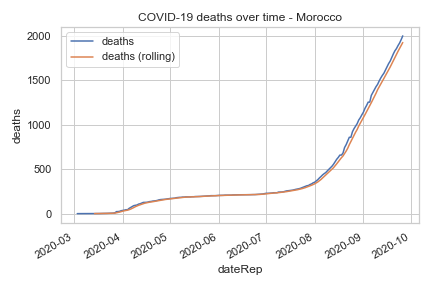 COVID-19 deaths over time - Morocco
deaths
deaths (rolling)
2000
1500
1000
500
0
deaths
2020-03
2020-04
2020-05
2020-06
2020-07
2020-08
2020-09
2020-10
dateRep